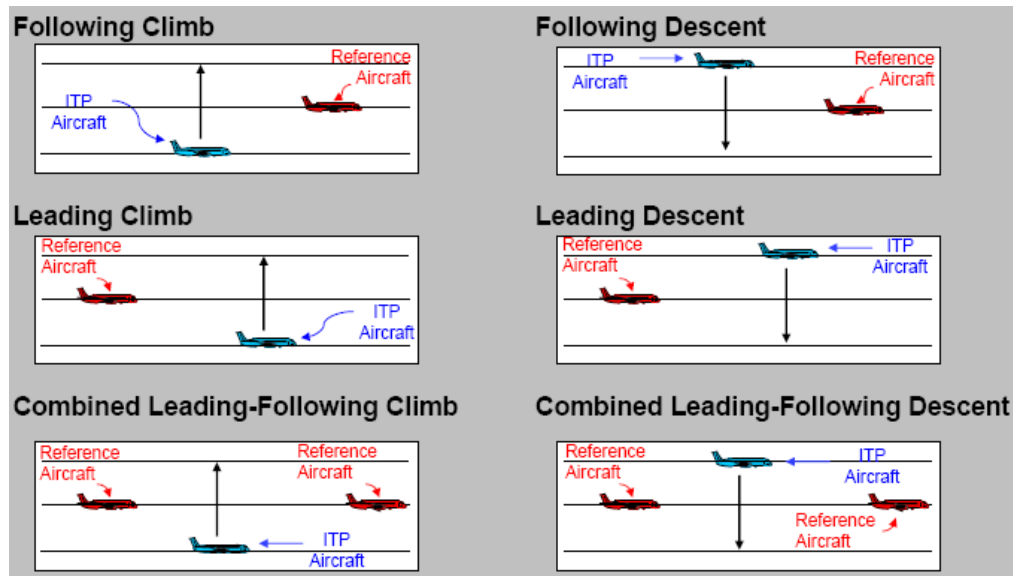 Following Climb
Reference
Aircraft
ITP
Aircraft
Following Descent
ITP
Aircraft
Reference
Aircraft
Leading Climb
Reference
Aircraft
ITP
Aircraft
Leading Descent
Reference
Aircraft
ITP
Aircraft
Combined Leading-Following Climb
Reference
Aircraft
Reference
Aircraft
ITP
Aircraft
Combined Leading-Following Descent
Reference
Aircraft
ITP
Aircraft
Reference
Aircraft